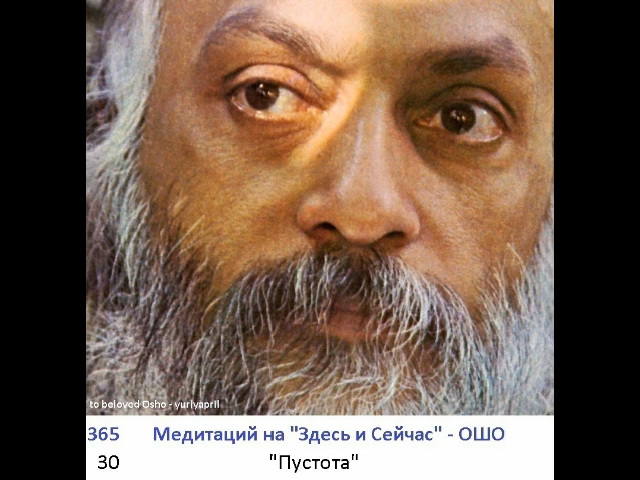 to beloved Osho - yuriyapril
365 Медитаций на "Здесь и Сейчас" - ОШО
30 "Пустота"